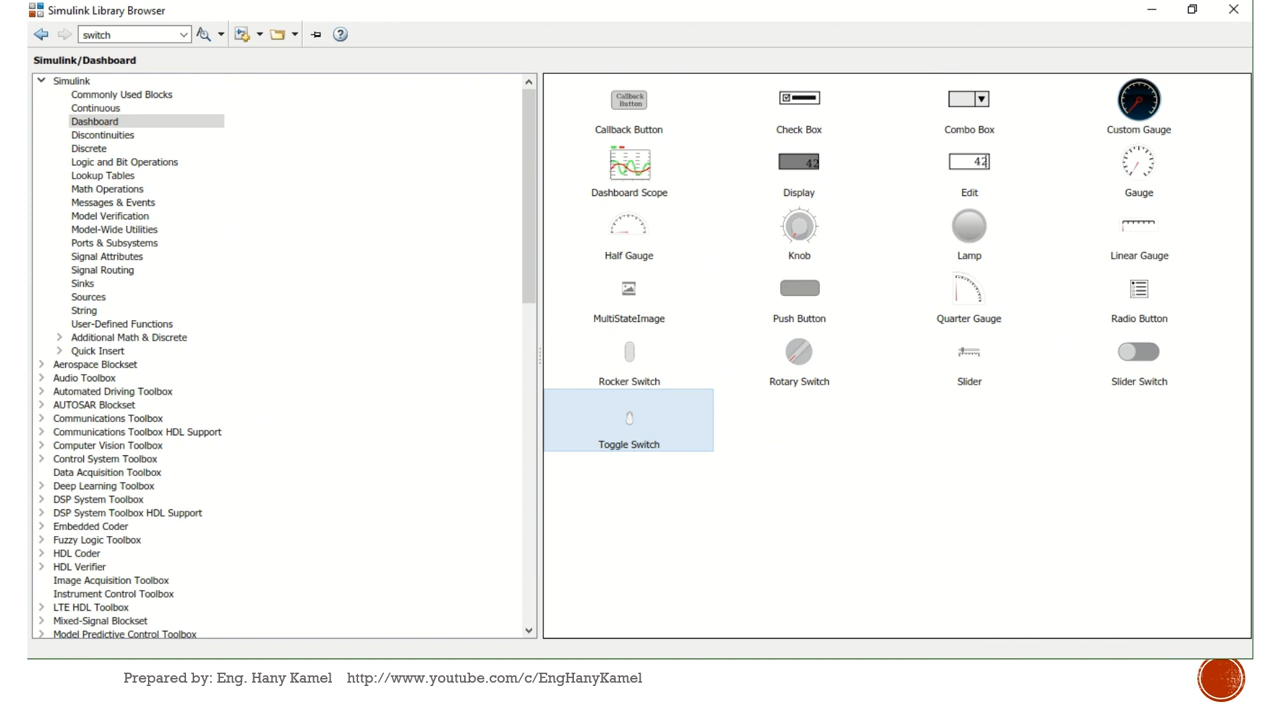 Simulink Library Browser
switch
Simulink/Dashboard
Simulink
Commonly Used Blocks
Continuous
Dashboard
Discontinuities
Discrete
Logic and Bit Operations
Lookup Tables
Math Operations
Messages & Events
Model Verification
Model-Wide Utilities
Ports & Subsystems
Signal Attributes
Signal Routing
Sinks
Sources
String
User-Defined Functions
Additional Math & Discrete
Quick Insert
Aerospace Blockset
Audio Toolbox
Automated Driving Toolbox
AUTOSAR Blockset
Communications Toolbox
Communications Toolbox HDL Support
Computer Vision Toolbox
Control System Toolbox
Data Acquisition Toolbox
Deep Learning Toolbox
DSP System Toolbox
DSP System Toolbox HDL Support
Embedded Coder
Fuzzy Logic Toolbox
HDL Coder
HDL Verifier
Image Acquisition Toolbox
Instrument Control Toolbox
LTE HDL Toolbox
Mixed-Signal Blockset
Model Predictive Control Toolbox
Callback
Button
Callback Button
Check Box
Combo Box
Custom Gauge
Dashboard Scope
42
Display
42
Edit
Gauge
Half Gauge
Knob
Lamp
Linear Gauge
MultiStateImage
Push Button
Quarter Gauge
Radio Button
Rocker Switch
Rotary Switch
Slider
Slider Switch
Toggle Switch
Prepared by: Eng. Hany Kamel http://www.youtube.com/c/EngHanyKamel